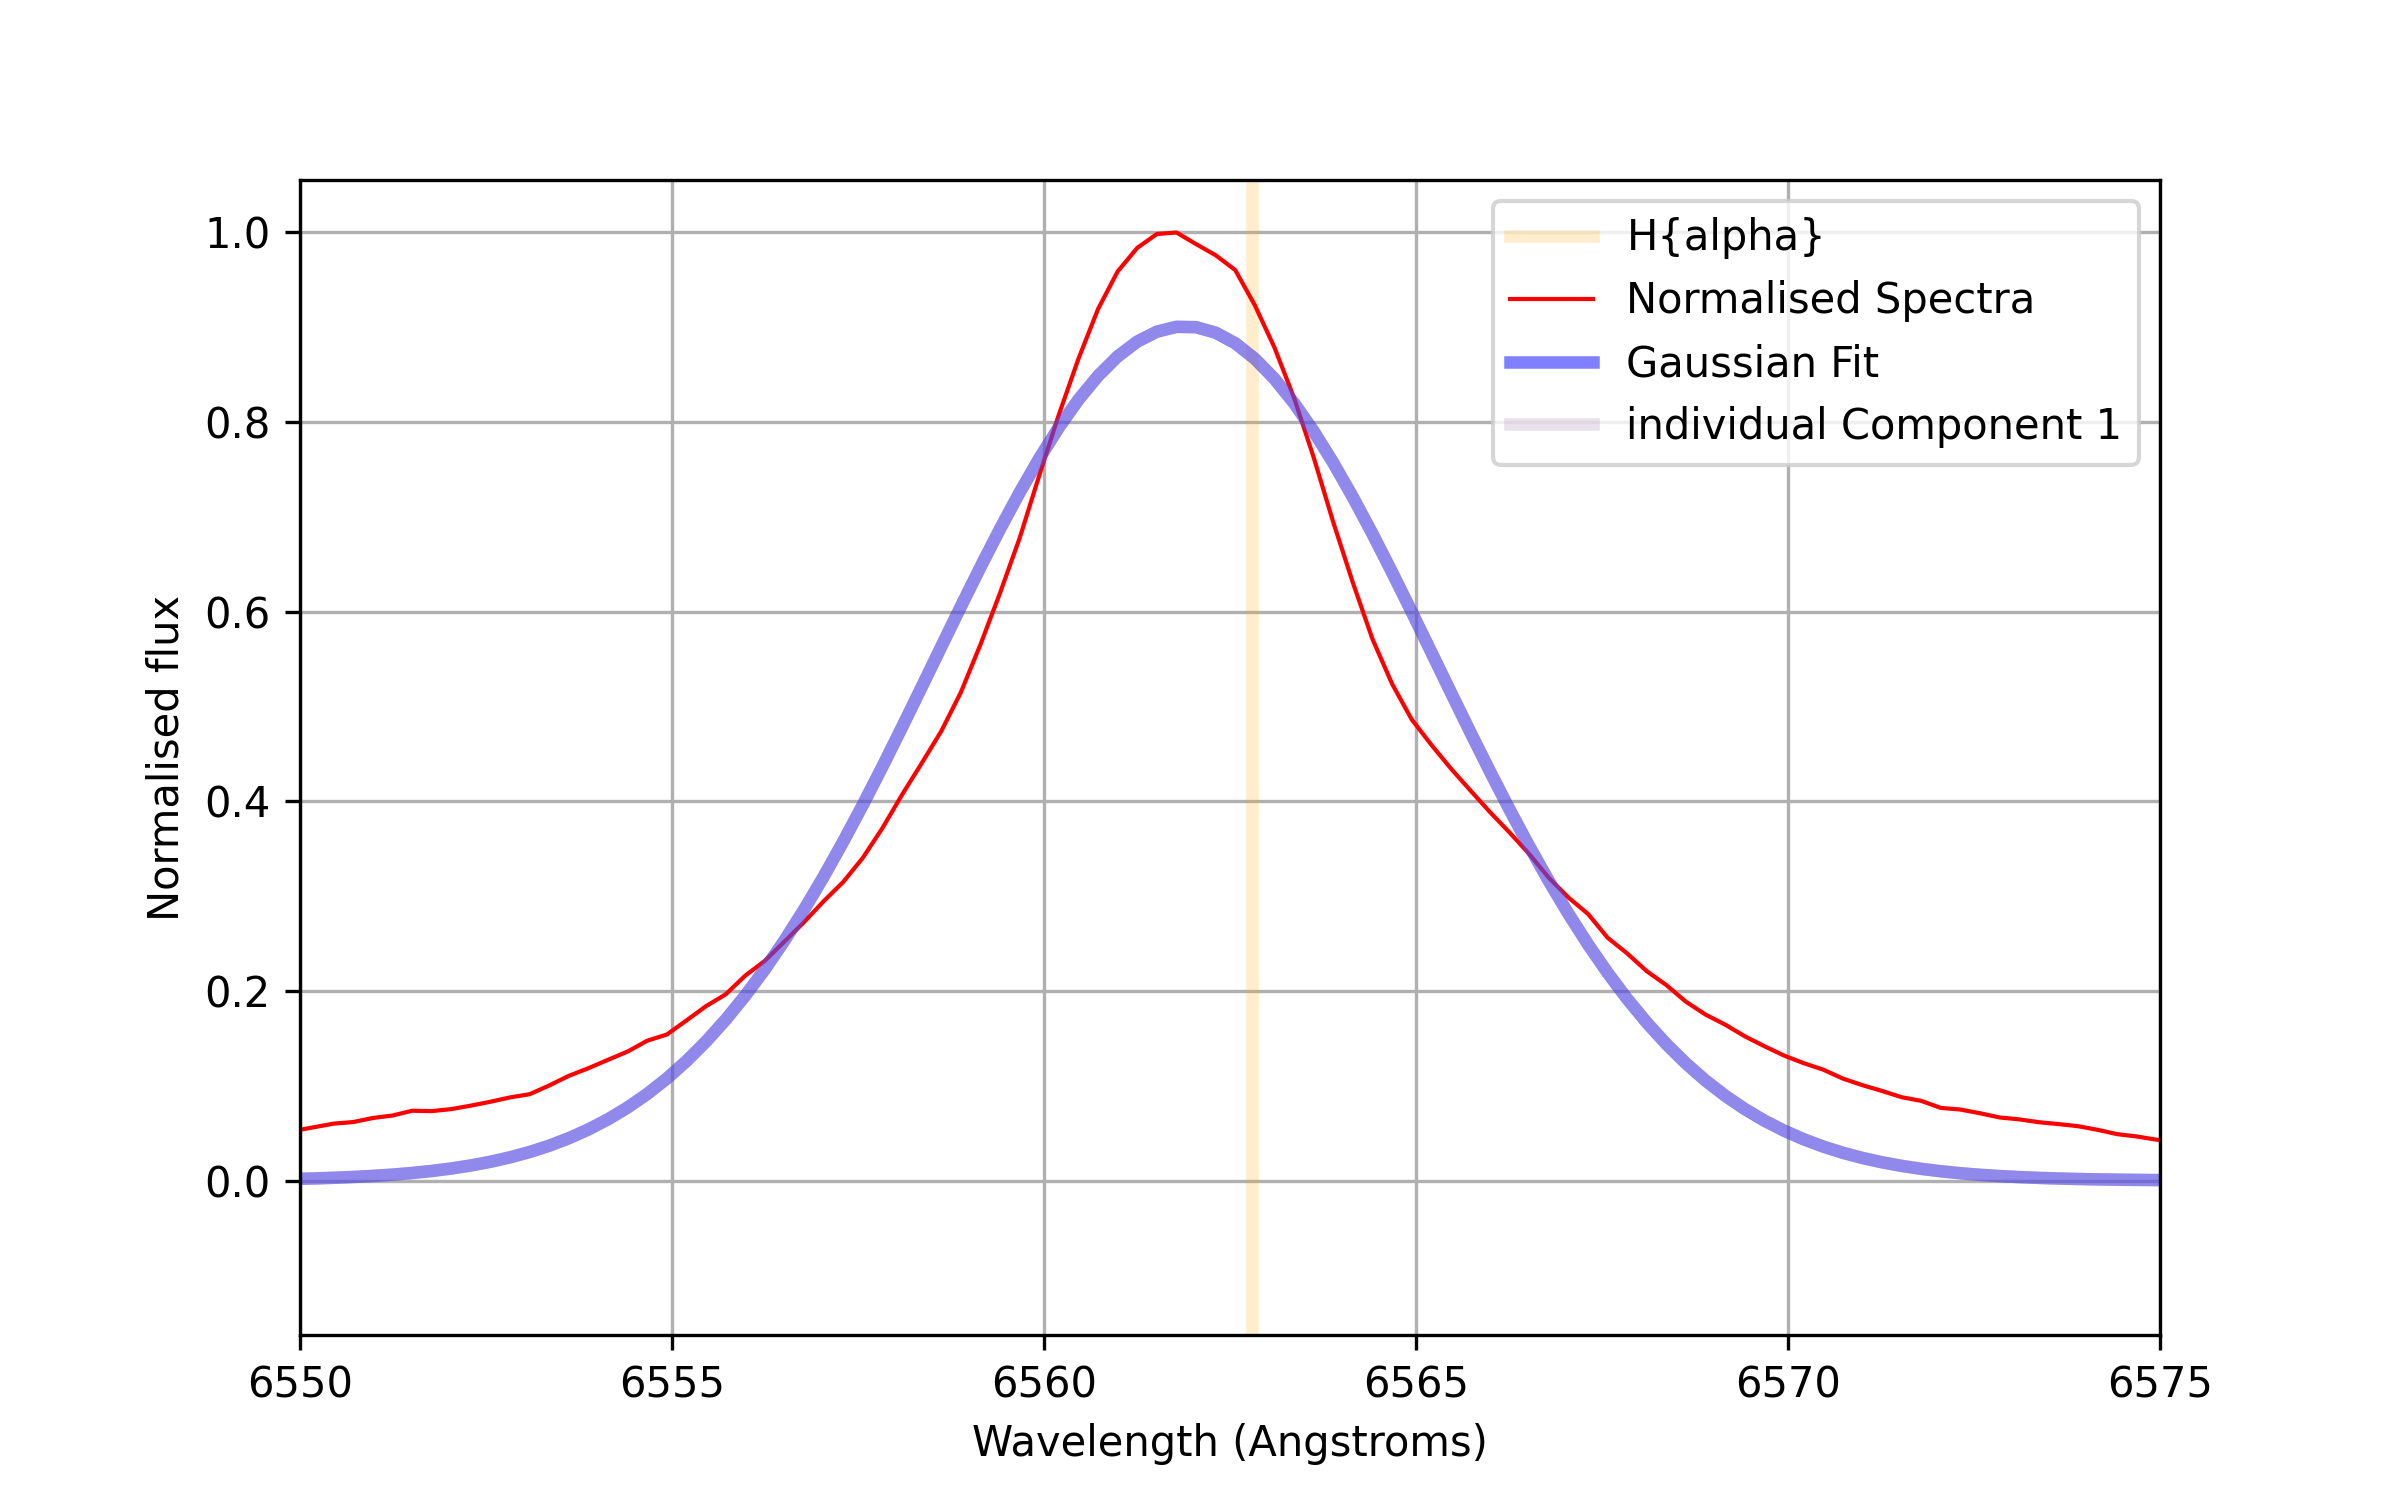 H{alpha}
Normalised Spectra
Gaussian Fit
individual Component 1
Normalised flux
1.0
0.8
0.6
0.4
0.2
0.0
6550 6555 6560 6565 6570 6575
Wavelength (Angstroms)